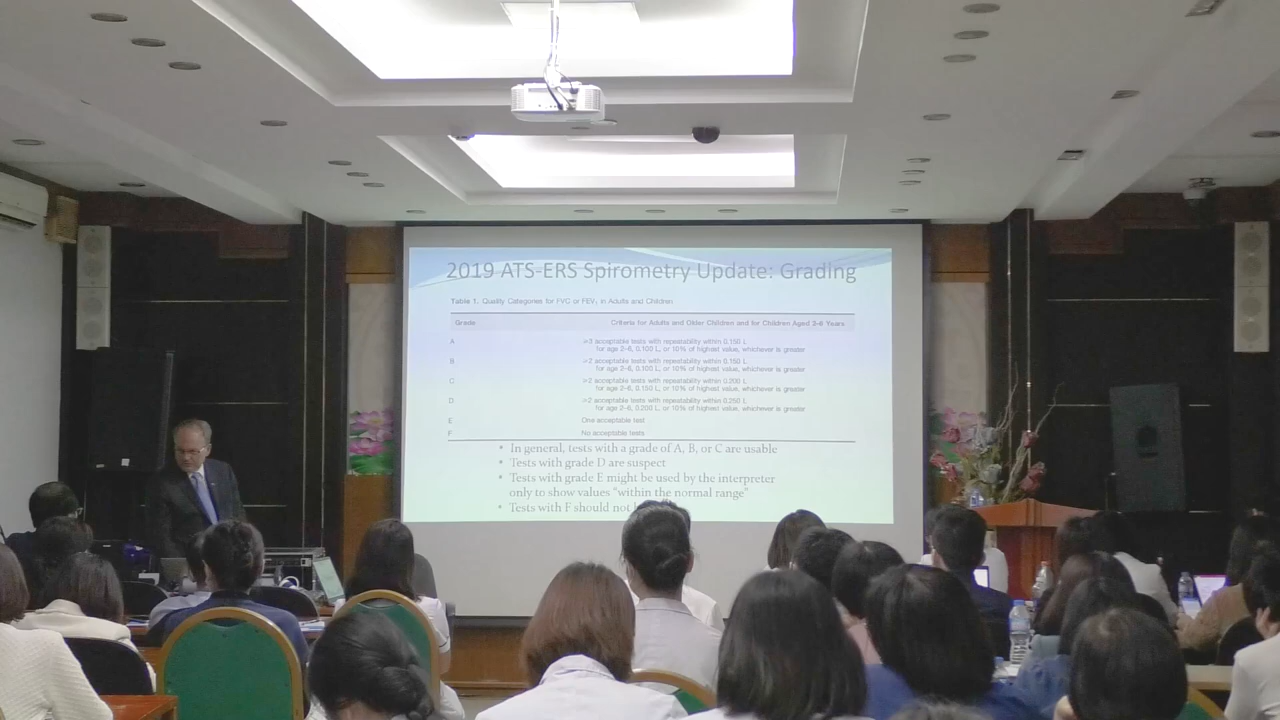 2019 ATS-ERS Spirometry Update: Grading
Table 1. Quality Categories for FVC or FEV₁ in Adults and Children
Grade Criteria for Adults and Older Children and for Children Aged 2–6 Years
A ≥3 acceptable tests with repeatability within 0.150 L
for age 2–6, 0.100 L, or 10% of highest value, whichever is greater
B ≥2 acceptable tests with repeatability within 0.150 L
for age 2–6, 0.100 L, or 10% of highest value, whichever is greater
C ≥2 acceptable tests with repeatability within 0.200 L
for age 2–6, 0.150 L, or 10% of highest value, whichever is greater
D ≥2 acceptable tests with repeatability within 0.250 L
for age 2–6, 0.200 L, or 10% of highest value, whichever is greater
E One acceptable test
F No acceptable tests
• In general, tests with a grade of A, B, or C are usable
• Tests with grade D are suspect
• Tests with grade E might be used by the interpreter
only to show values "within the normal range"
• Tests with F should not